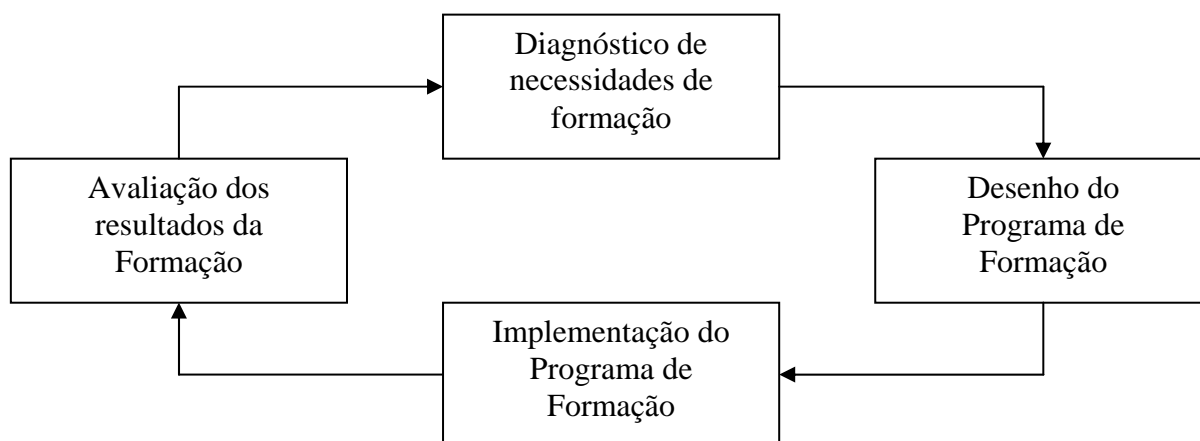 Diagnóstico de
necessidades de
formação
Avaliação dos
resultados da
Formação
Desenho do
Programa de
Formação
Implementação do
Programa de
Formação